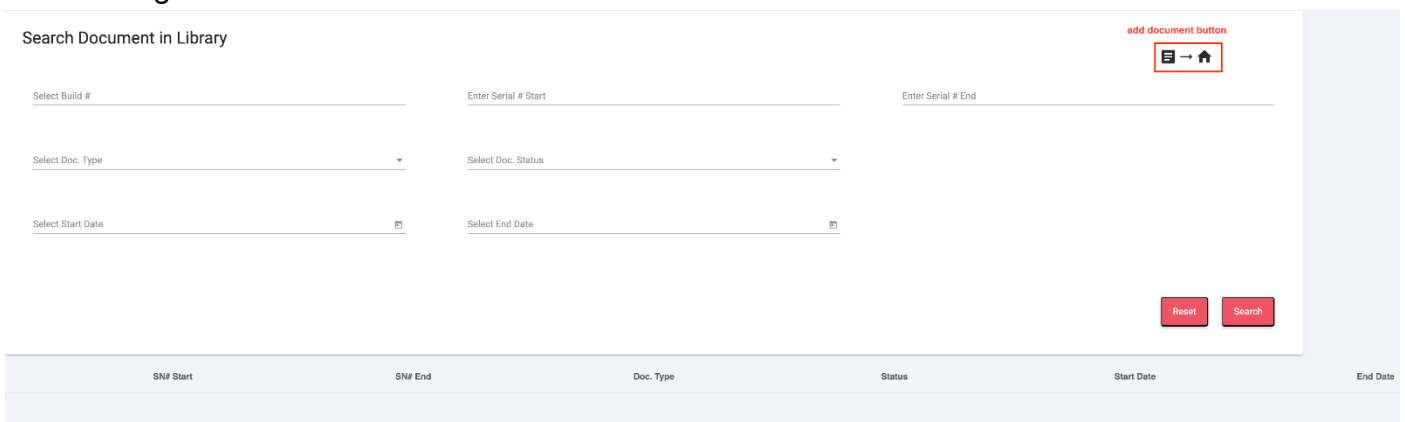 Search Document in Library
add document button
Select Build #
Enter Serial # Start
Enter Serial # End
Select Doc. Type
Select Doc. Status
Select Start Date
Select End Date
Reset
Search
SN# Start
SN# End
Doc. Type
Status
Start Date
End Date